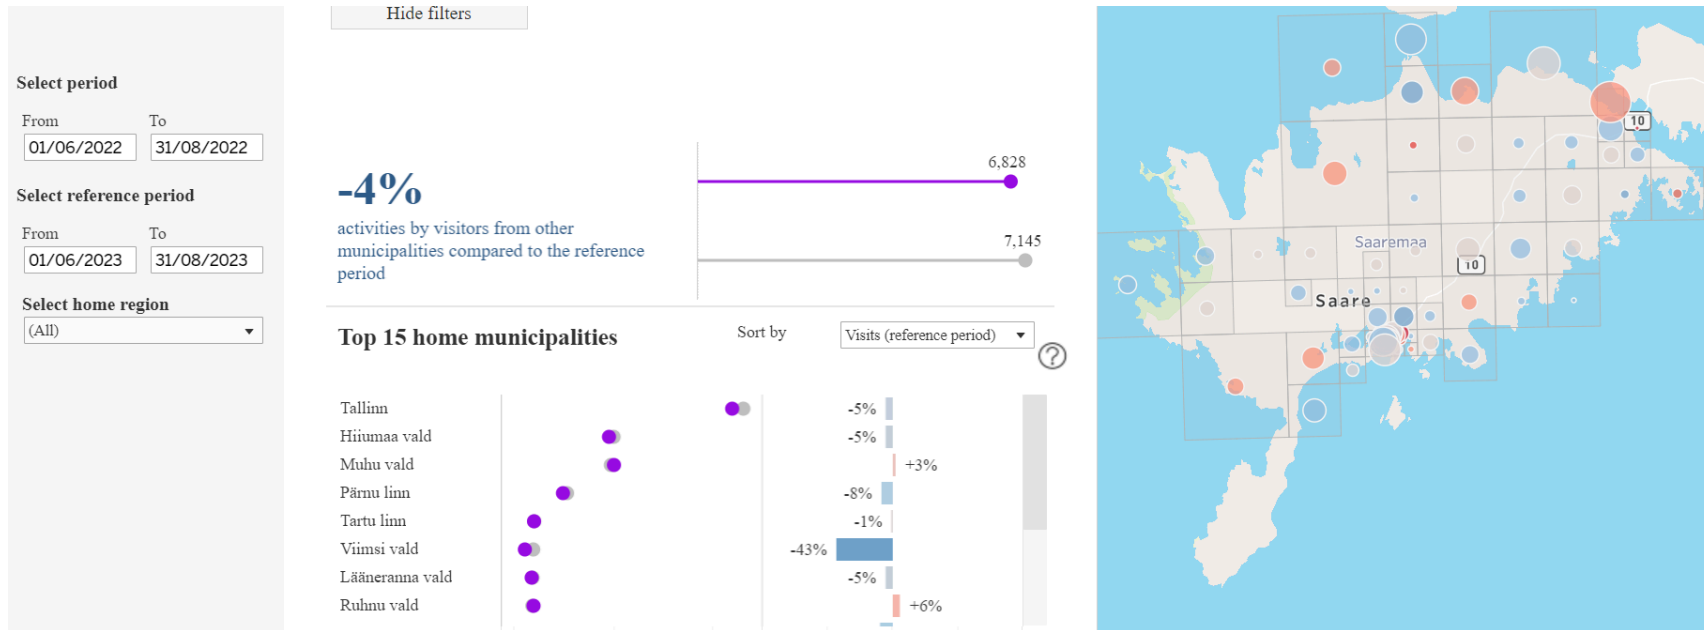 Hide filters
Select period
From To
01/06/2022 31/08/2022
Select reference period
From To
01/06/2023 31/08/2023
Select home region
(All)
-4%
activities by visitors from other
municipalities compared to the reference
period
6,828
7,145
Top 15 home municipalities
Sort by
Visits (reference period)
?
Tallinn -5%
Hiiumaa vald -5%
Muhu vald +3%
Pärnu linn -8%
Tartu linn -1%
Viimsi vald -43%
Lääneranna vald -5%
Ruhnu vald +6%
10
Saaremaa
10
Saare